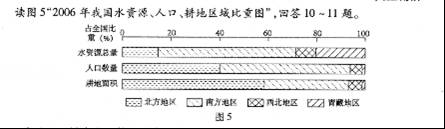 读图5“2006年我国水资源、人口、耕地区域比重图”，回答10~11题。
占全国比
重（%）
0 20 40 60 80 100
水资源总量
人口数量
耕地面积
北方地区 南方地区 西北地区 青藏地区
图5